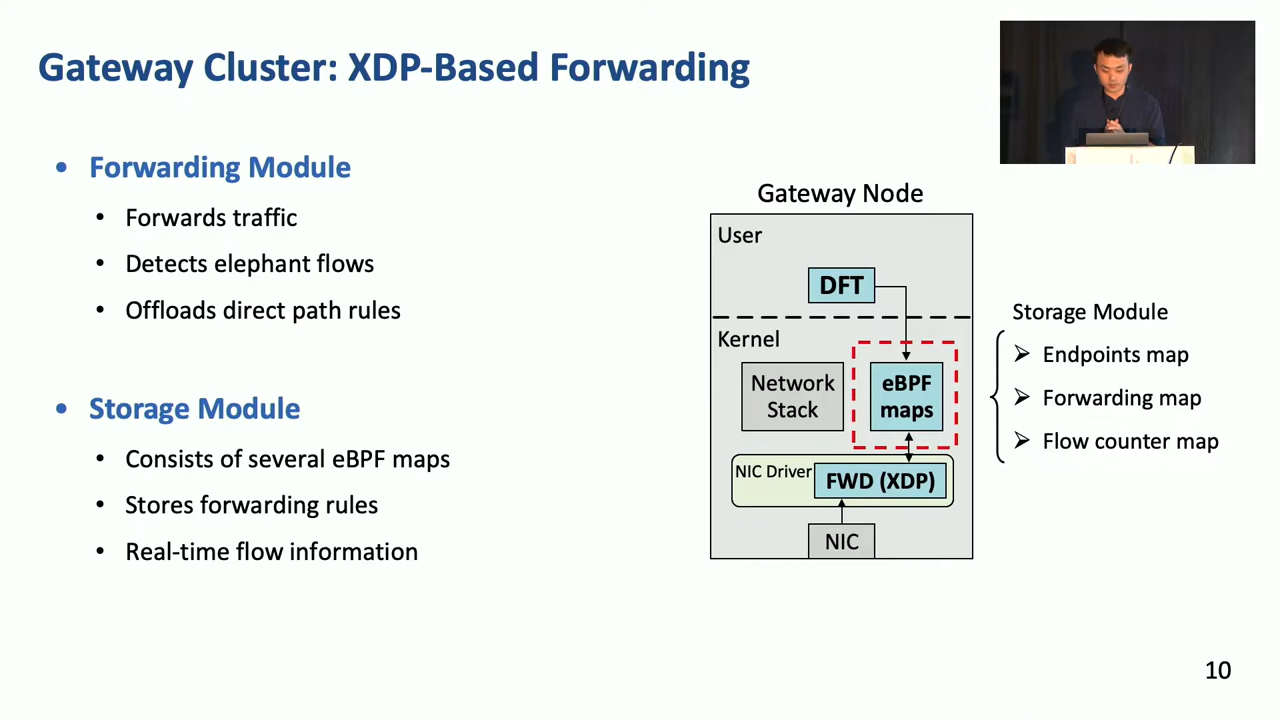 Gateway Cluster: XDP-Based Forwarding
• Forwarding Module
• Forwards traffic
• Detects elephant flows
• Offloads direct path rules
• Storage Module
• Consists of several eBPF maps
• Stores forwarding rules
• Real-time flow information
Gateway Node
User
DFT
Kernel
Network
Stack
eBPF
maps
NIC Driver
FWD (XDP)
NIC
Storage Module
➢ Endpoints map
➢ Forwarding map
➢ Flow counter map
10